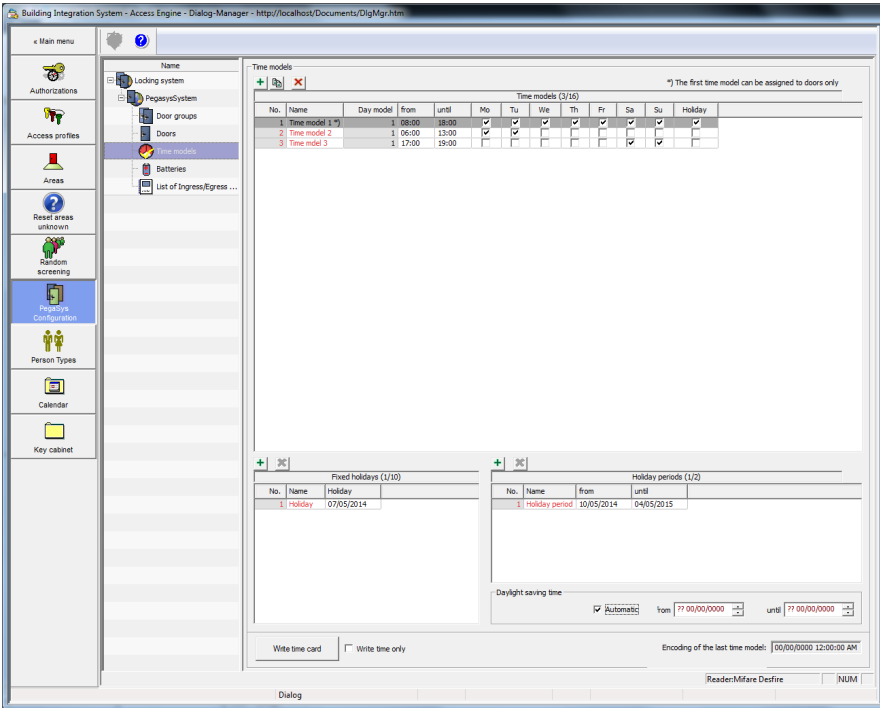 Building Integration System - Access Engine - Dialog-Manager - http://localhost/Documents/DlgMgr.htm
« Main menu
Authorizations
Access profiles
Areas
Reset areas
unknown
Random
screening
PegaSys
Configuration
Person Types
Calendar
Key cabinet
Name
Locking system
PegasysSystem
Door groups
Doors
Time models
Batteries
List of Ingress/Egress ...
Time models
*) The first time model can be assigned to doors only
Time models (3/16)
No. Name Day model from until Mo Tu We Th Fr Sa Su Holiday
1 Time model 1 *) 1 08:00 18:00
2 Time model 2 1 06:00 13:00
3 Time mdel 3 1 17:00 19:00
Fixed holidays (1/10)
No. Name Holiday
1 Holiday 07/05/2014
Holiday periods (1/2)
No. Name from until
1 Holiday period 10/05/2014 04/05/2015
Daylight saving time
Automatic from ?? 00/00/0000 until ?? 00/00/0000
Write time card Write time only Encoding of the last time model: 00/00/0000 12:00:00 AM
Reader:Mifare Desfire NUM
Dialog